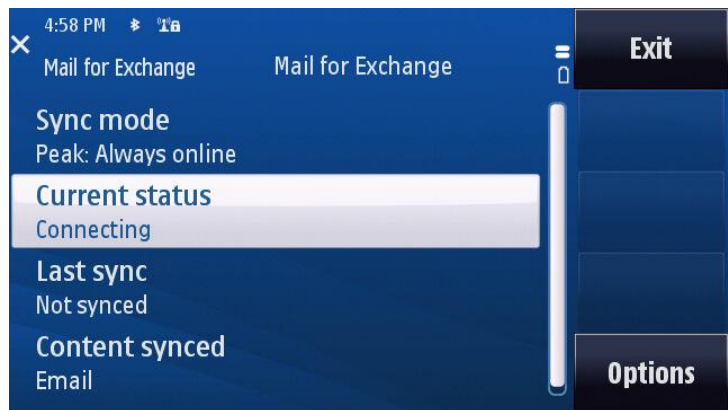 4:58 PM
Mail for Exchange
Mail for Exchange
Exit
Sync mode
Peak: Always online
Current status
Connecting
Last sync
Not synced
Content synced
Email
Options